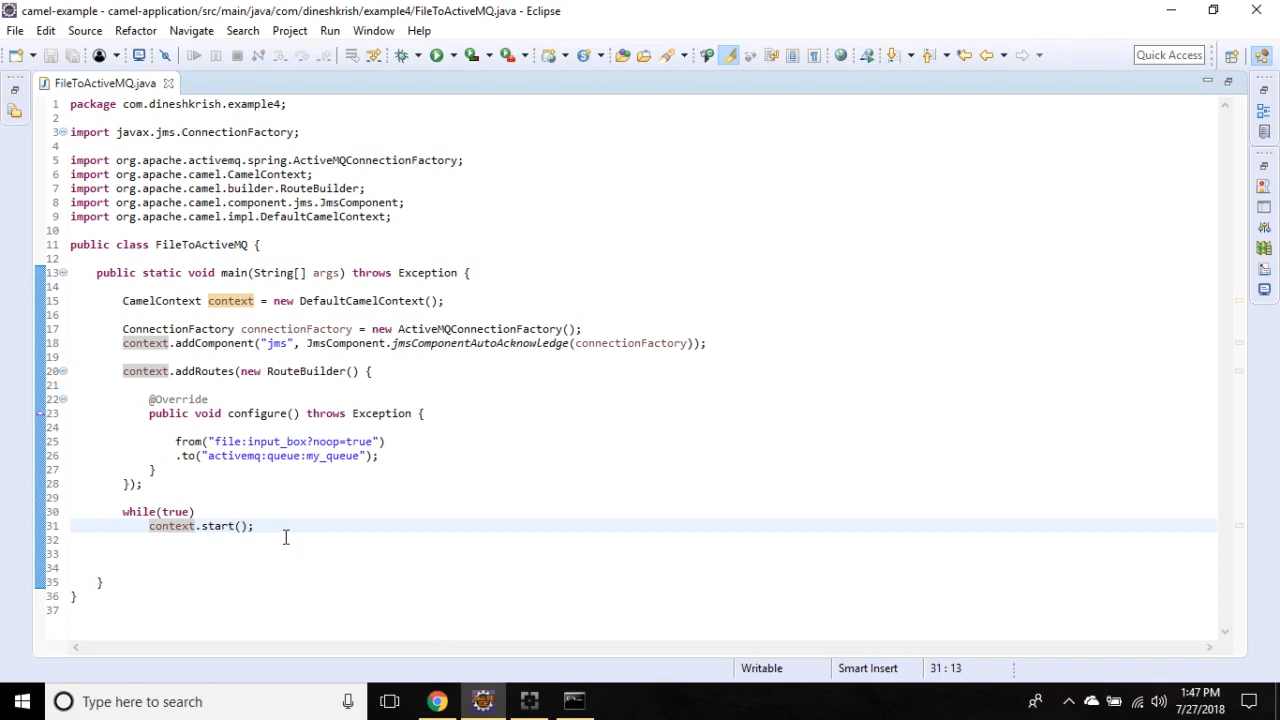 camel-example - camel-application/src/main/java/com/dineshkrish/example4/FileToActiveMQ.java - Eclipse
File Edit Source Refactor Navigate Search Project Run Window Help
Quick Access
FileToActiveMQ.java
1 package com.dineshkrish.example4;
2
3 import javax.jms.ConnectionFactory;
4
5 import org.apache.activemq.spring.ActiveMQConnectionFactory;
6 import org.apache.camel.CamelContext;
7 import org.apache.camel.builder.RouteBuilder;
8 import org.apache.camel.component.jms.JmsComponent;
9 import org.apache.camel.impl.DefaultCamelContext;
10
11 public class FileToActiveMQ {
12
13 public static void main(String[] args) throws Exception {
14
15 CamelContext context = new DefaultCamelContext();
16
17 ConnectionFactory connectionFactory = new ActiveMQConnectionFactory();
18 context.addComponent("jms", JmsComponent.jmsComponentAutoAcknowledge(connectionFactory));
19
20 context.addRoutes(new RouteBuilder() {
21
22 @Override
23 public void configure() throws Exception {
24
25 from("file:input_box?noop=true")
26 .to("activemq:queue:my_queue");
27 }
28 });
29
30 while(true)
31 context.start();
32
33
34
35 }
36 }
37
Writable Smart Insert 31 : 13
Type here to search
1:47 PM
7/27/2018